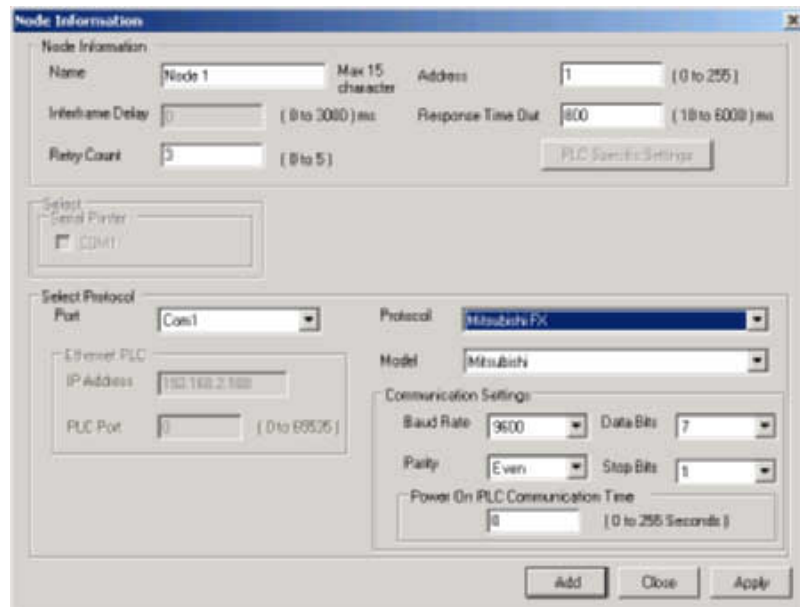 Node Information
Node Information
Name
Node 1
Max 15
character
Address
1
( 0 to 255 )
Interframe Delay
0
( 0 to 3000 ) ms
Response Time Out
800
( 10 to 6000 ) ms
Retry Count
3
( 0 to 5 )
PLC Specific Settings
Select
Serial Printer
COM1
Select Protocol
Port
Com1
Protocol
Mitsubishi FX
Ethernet PLC
IP Address
PLC Port
0
( 0 to 65535 )
Model
Mitsubishi
Communication Settings
Baud Rate
9600
Data Bits
7
Parity
Even
Stop Bits
1
Power On PLC Communication Time
( 0 to 255 Seconds )
Add
Close
Apply